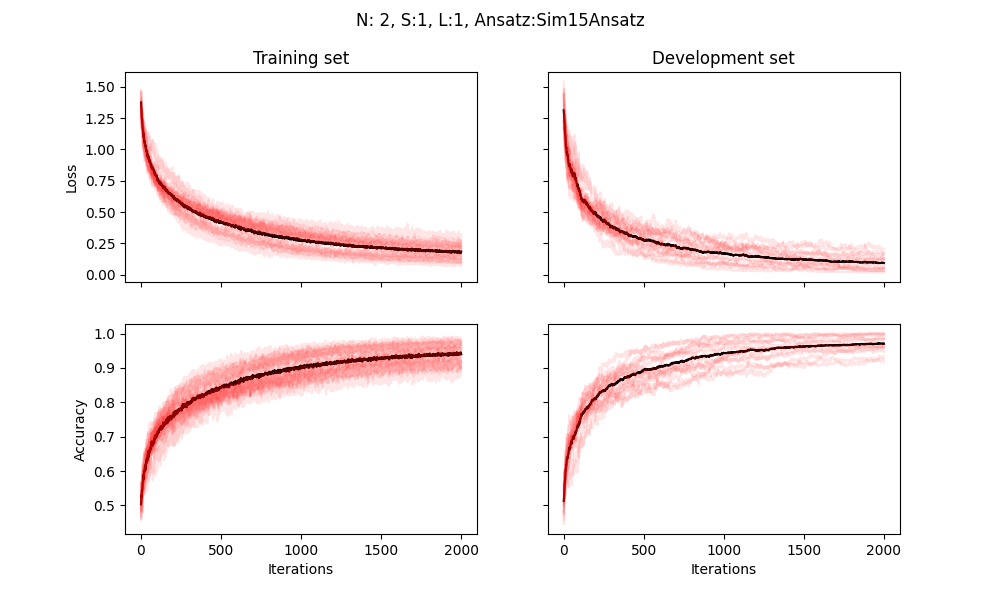 N: 2, S:1, L:1, Ansatz:Sim15Ansatz
Training set
Development set
1.50
1.25
1.00
0.75
0.50
0.25
0.00
Loss
1.0
0.9
0.8
0.7
0.6
0.5
Accuracy
0 500 1000 1500 2000
0 500 1000 1500 2000
Iterations
Iterations